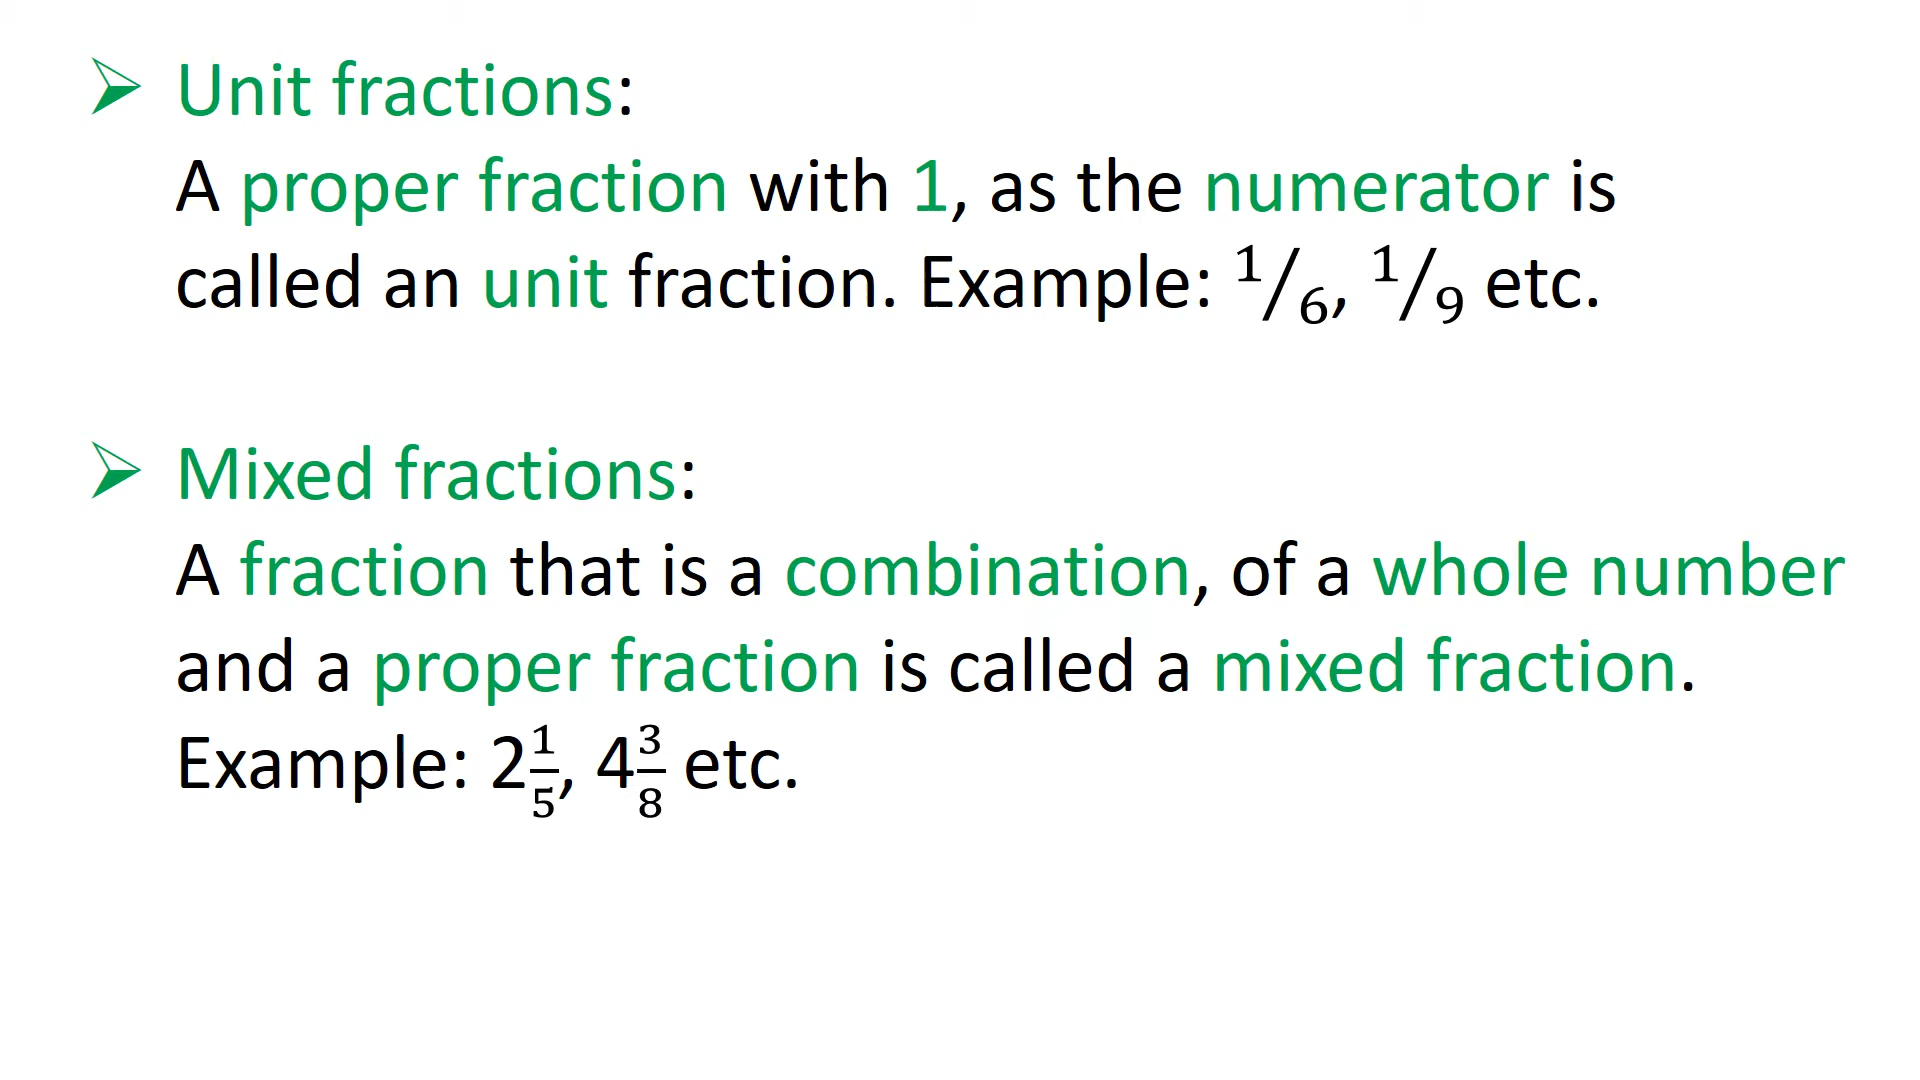 ➢ Unit fractions:
A proper fraction with 1, as the numerator is
called an unit fraction. Example: 1/6, 1/9 etc.
➢ Mixed fractions:
A fraction that is a combination, of a whole number
and a proper fraction is called a mixed fraction.
Example: 2 1/5, 4 3/8 etc.